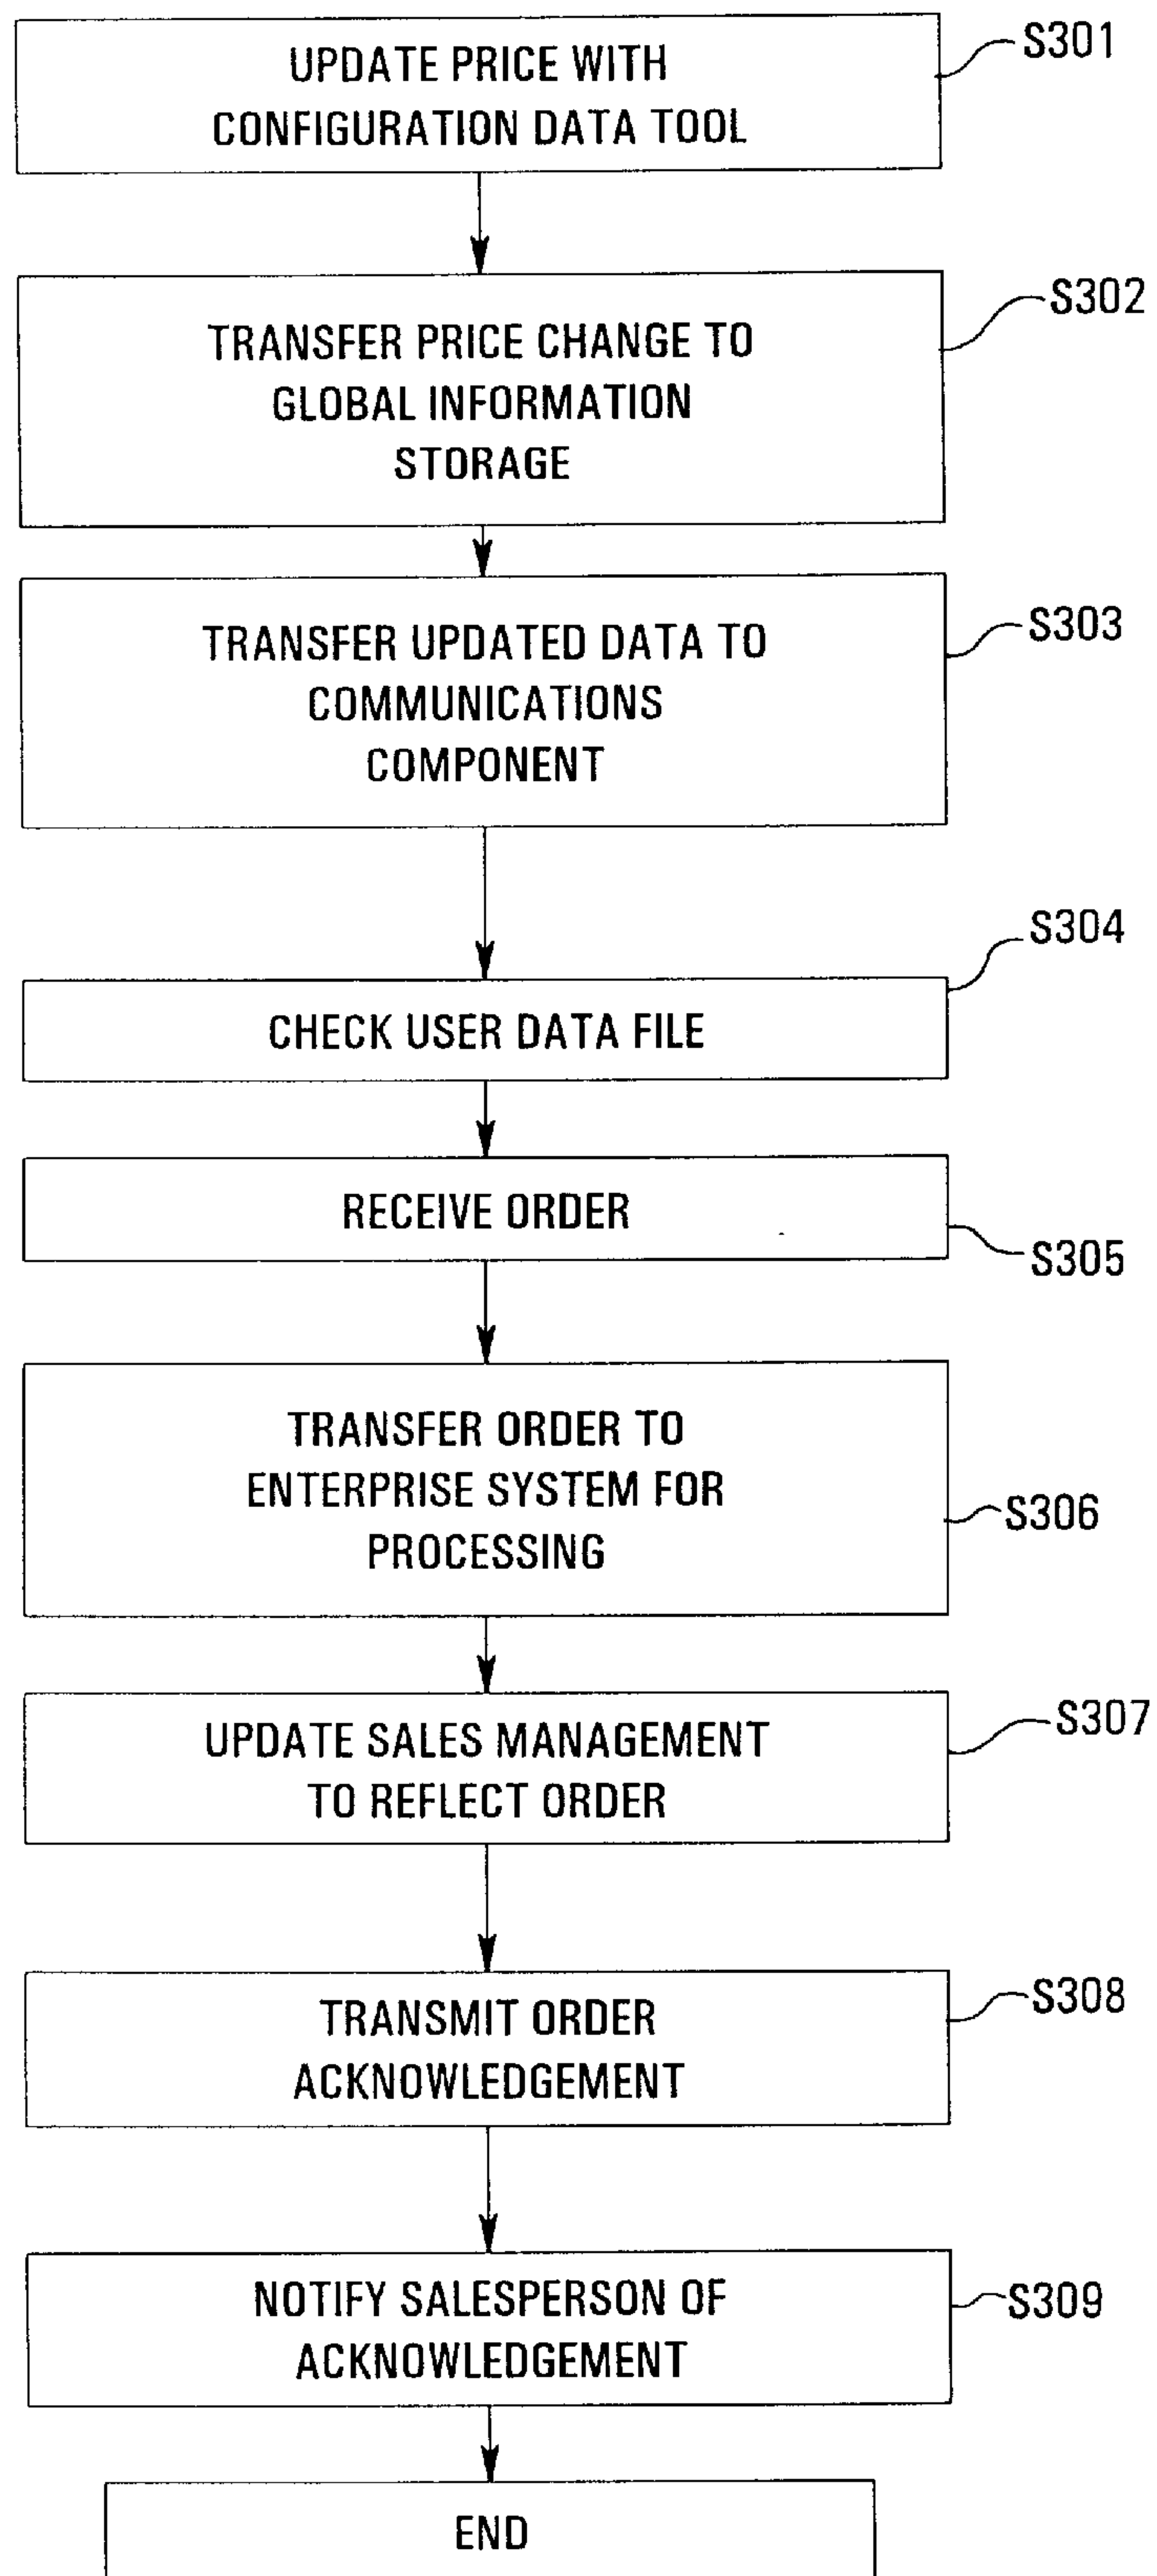 UPDATE PRICE WITH
CONFIGURATION DATA TOOL
S301
TRANSFER PRICE CHANGE TO
GLOBAL INFORMATION
STORAGE
S302
TRANSFER UPDATED DATA TO
COMMUNICATIONS
COMPONENT
S303
CHECK USER DATA FILE
S304
RECEIVE ORDER
S305
TRANSFER ORDER TO
ENTERPRISE SYSTEM FOR
PROCESSING
S306
UPDATE SALES MANAGEMENT
TO REFLECT ORDER
S307
TRANSMIT ORDER
ACKNOWLEDGEMENT
S308
NOTIFY SALESPERSON OF
ACKNOWLEDGEMENT
S309
END